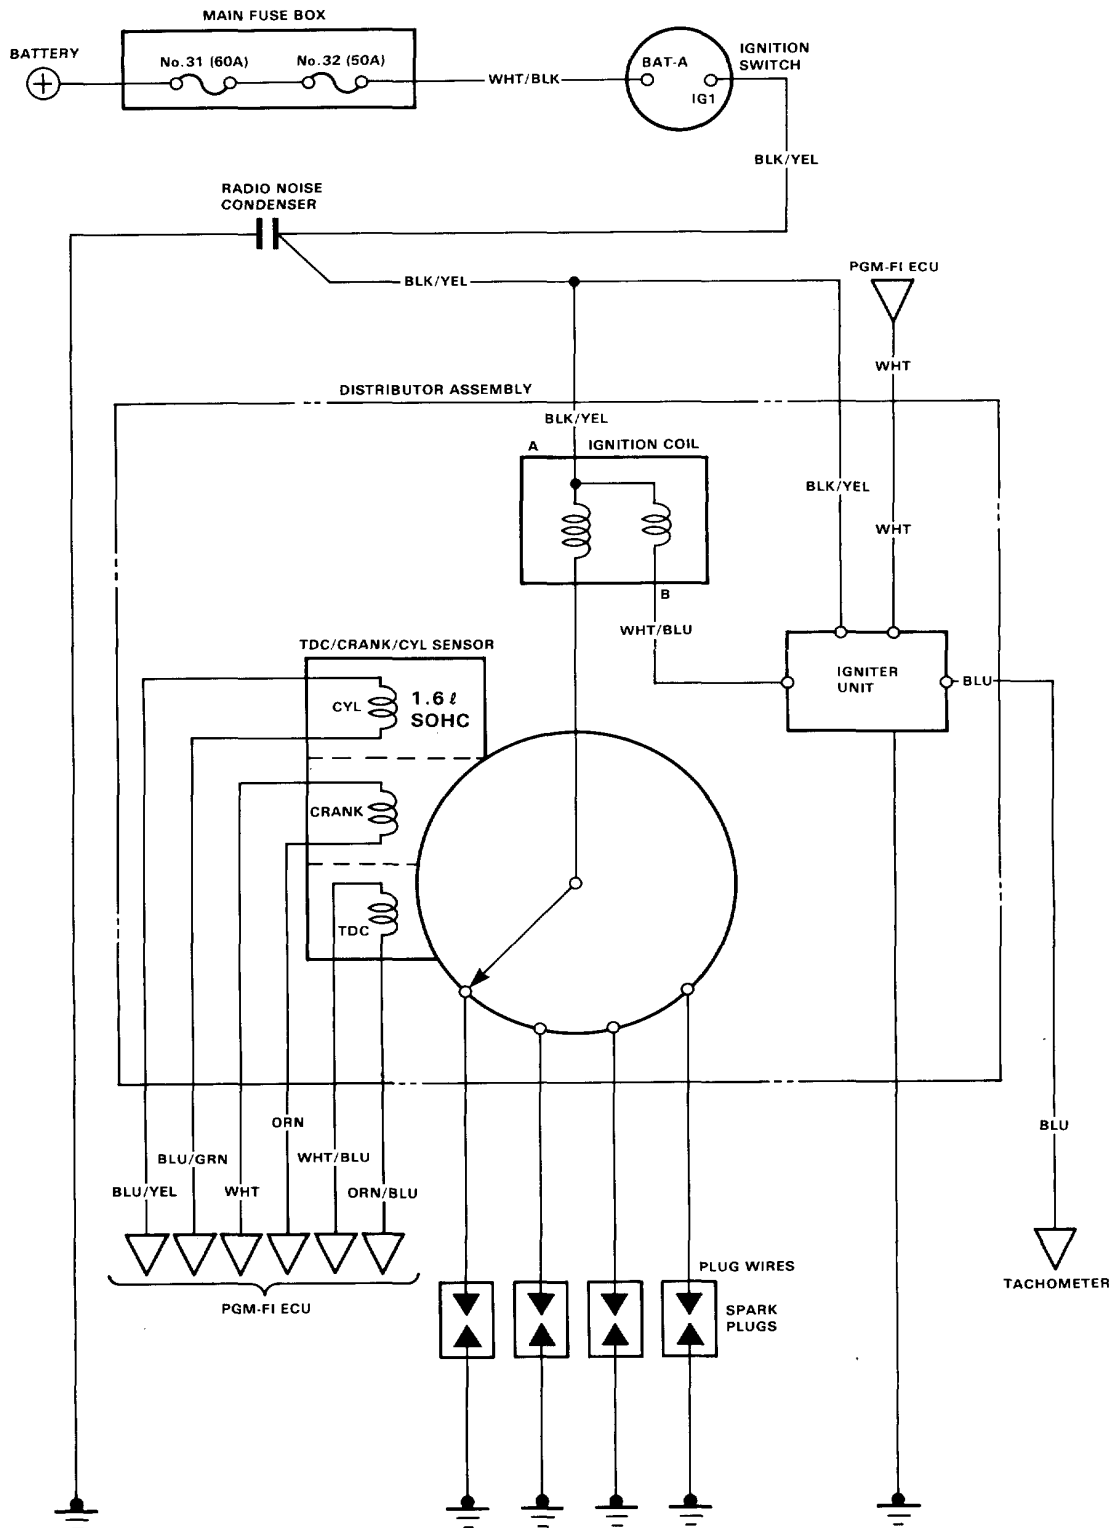 MAIN FUSE BOX
BATTERY
No.31 (60A)
No.32 (50A)
WHT/BLK
BAT-A
IG1
IGNITION
SWITCH
BLK/YEL
RADIO NOISE
CONDENSER
BLK/YEL
PGM-FI ECU
WHT
DISTRIBUTOR ASSEMBLY
BLK/YEL
A
IGNITION COIL
BLK/YEL
WHT
B
WHT/BLU
TDC/CRANK/CYL SENSOR
CYL
1.6ℓ
SOHC
IGNITER
UNIT
BLU
CRANK
TDC
ORN
BLU
BLU/GRN
WHT/BLU
BLU/YEL
WHT
ORN/BLU
PGM-FI ECU
PLUG WIRES
SPARK
PLUGS
TACHOMETER